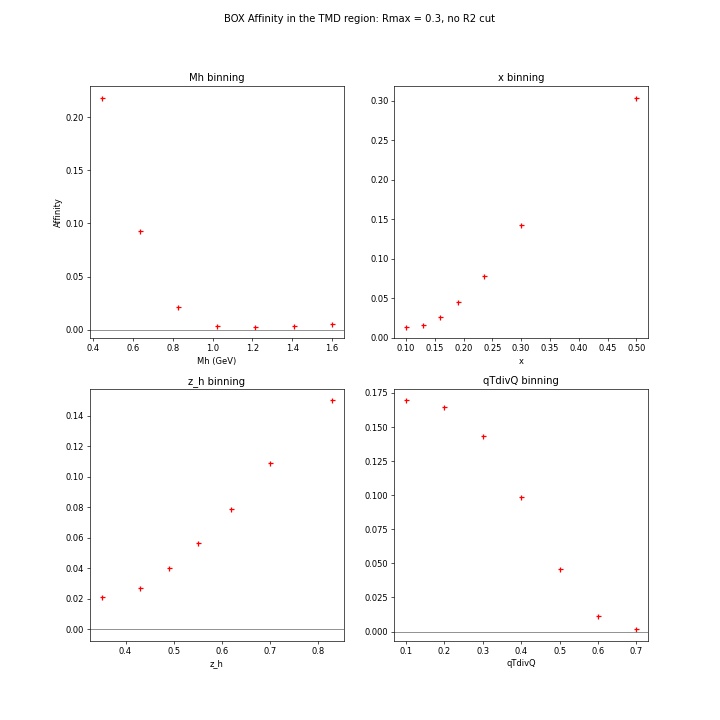 BOX Affinity in the TMD region: Rmax = 0.3, no R2 cut
Mh binning
Affinity
0.20
0.15
0.10
0.05
0.00
0.4 0.6 0.8 1.0 1.2 1.4 1.6
Mh (GeV)
x binning
0.30
0.25
0.20
0.15
0.10
0.05
0.00
0.10 0.15 0.20 0.25 0.30 0.35 0.40 0.45 0.50
x
z_h binning
0.14
0.12
0.10
0.08
0.06
0.04
0.02
0.00
0.4 0.5 0.6 0.7 0.8
z_h
qTdivQ binning
0.175
0.150
0.125
0.100
0.075
0.050
0.025
0.000
0.1 0.2 0.3 0.4 0.5 0.6 0.7
qTdivQ